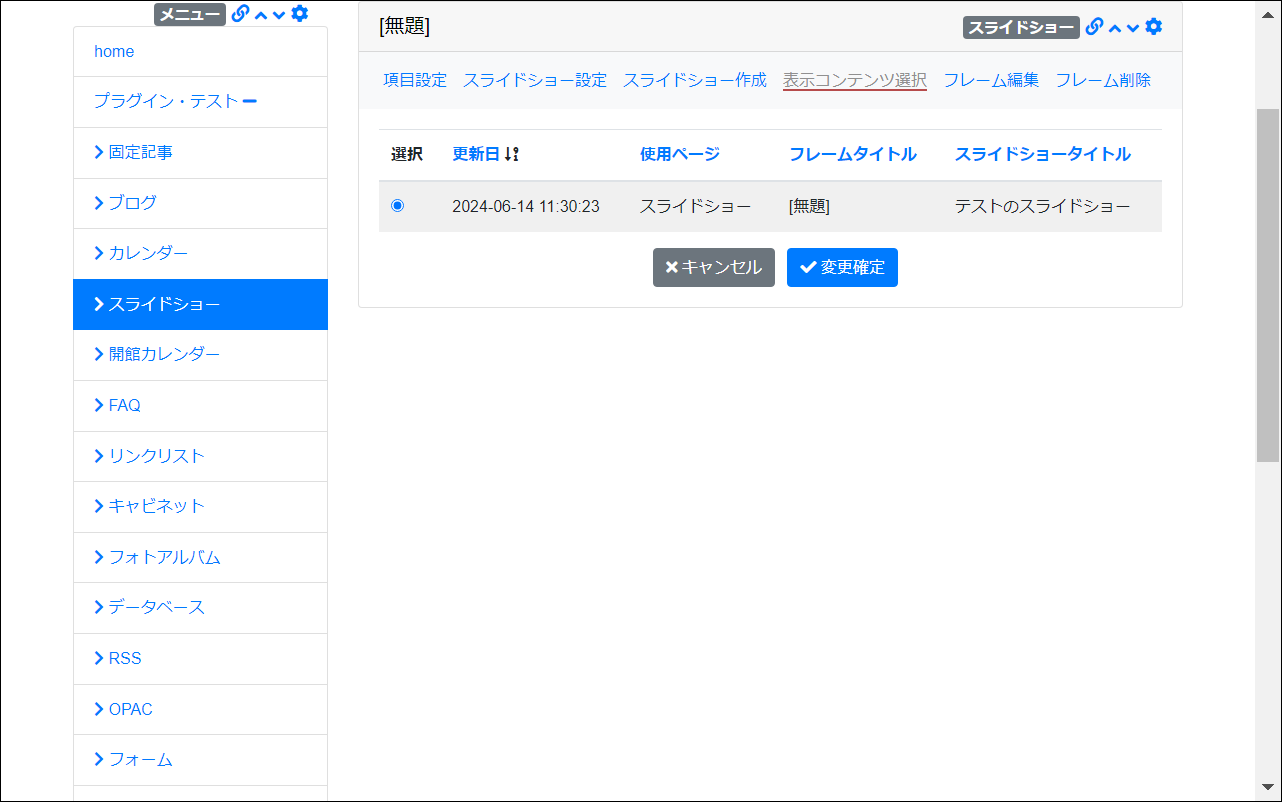 メニュー
home
プラグイン・テスト
固定記事
ブログ
カレンダー
スライドショー
開館カレンダー
FAQ
リンクリスト
キャビネット
フォトアルバム
データベース
RSS
OPAC
フォーム
[無題] スライドショー
項目設定 スライドショー設定 スライドショー作成 表示コンテンツ選択 フレーム編集 フレーム削除
選択 更新日 使用ページ フレームタイトル スライドショータイトル
2024-06-14 11:30:23 スライドショー [無題] テストのスライドショー
キャンセル 変更確定